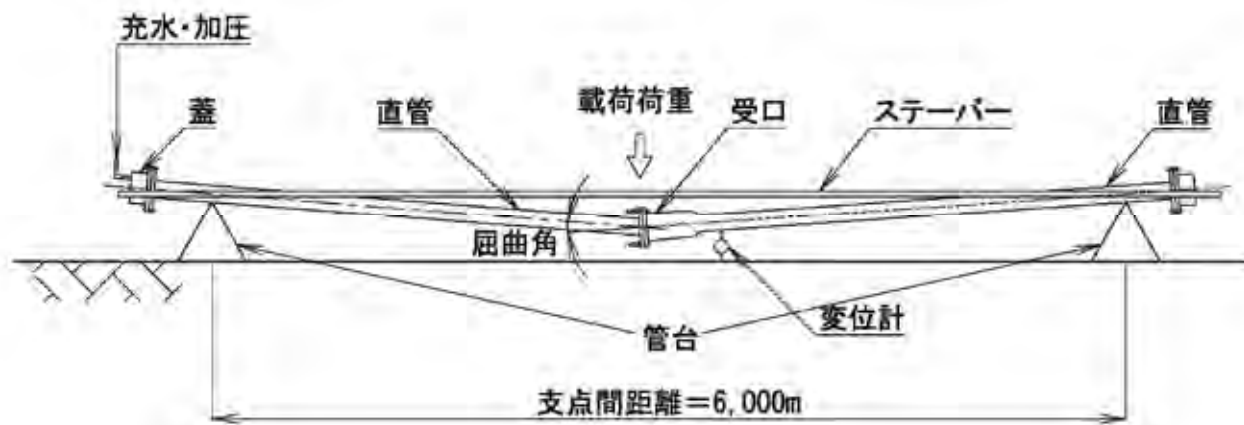 充水・加圧
蓋
直管
載荷荷重
受口
ステーバー
直管
屈曲角
変位計
管台
支点間距離=6,000m